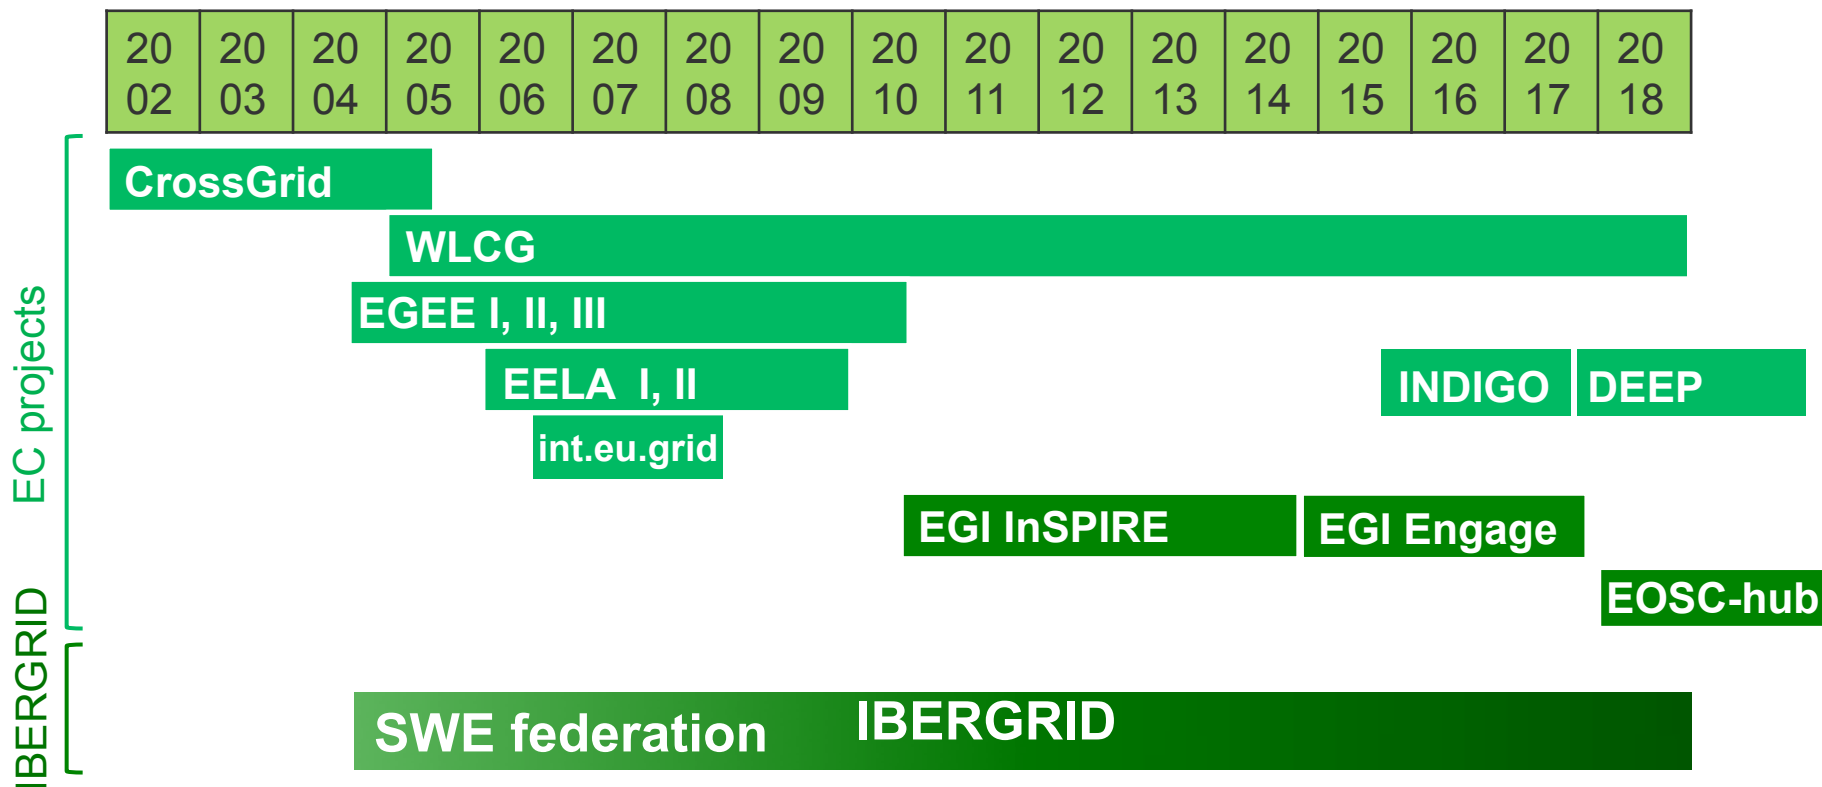 20 20 20 20 20 20 20 20 20 20 20 20 20 20 20 20 20
02 03 04 05 06 07 08 09 10 11 12 13 14 15 16 17 18
CrossGrid
WLCG
EGEE I, II, III
EELA I, II
INDIGO
DEEP
int.eu.grid
EGI InSPIRE
EGI Engage
EOSC-hub
EC projects
SWE federation
IBERGRID
IBERGRID